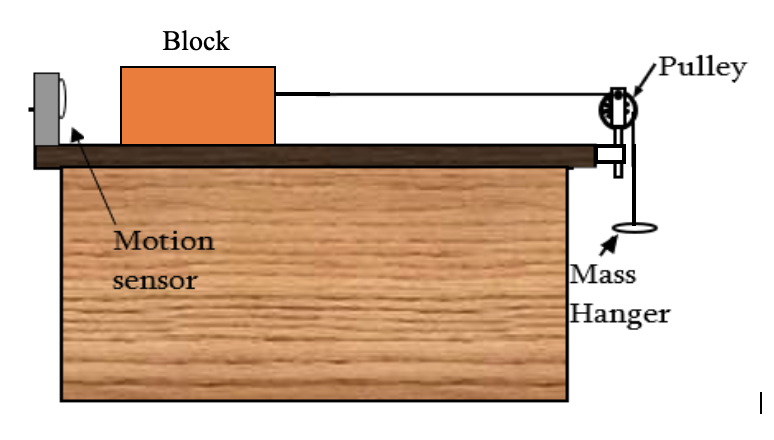 Block
Pulley
Motion
sensor
Mass
Hanger